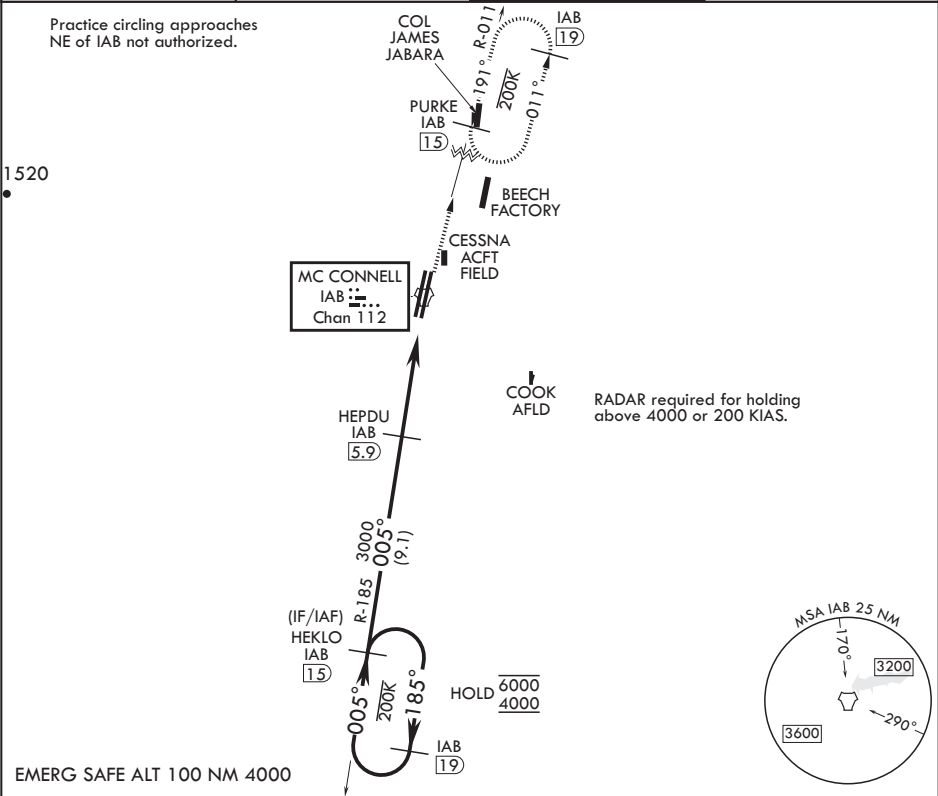 Practice circling approaches
NE of IAB not authorized.
COL
JAMES
JABARA
R-011
191°
IAB
19
200K
011°
PURKE
IAB
15
1520
BEECH
FACTORY
CESSNA
ACFT
FIELD
MC CONNELL
IAB
Chan 112
COOK
AFLD
RADAR required for holding
above 4000 or 200 KIAS.
HEPDU
IAB
5.9
3000
005°
(9.1)
R-185
(IF/IAF)
HEKLO
IAB
15
005°
200K
185°
HOLD 6000
4000
IAB
19
MSA IAB 25 NM
170°
3200
290°
3600
EMERG SAFE ALT 100 NM 4000